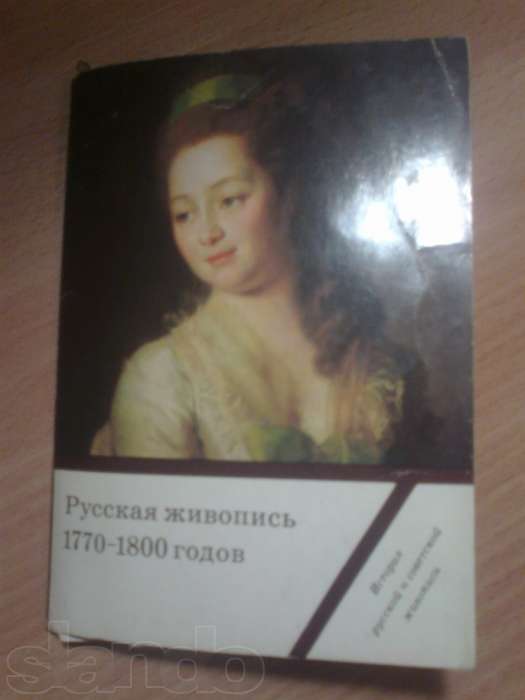 Русская живопись
1770-1800 годов
История
русской и советской
живописи
slando